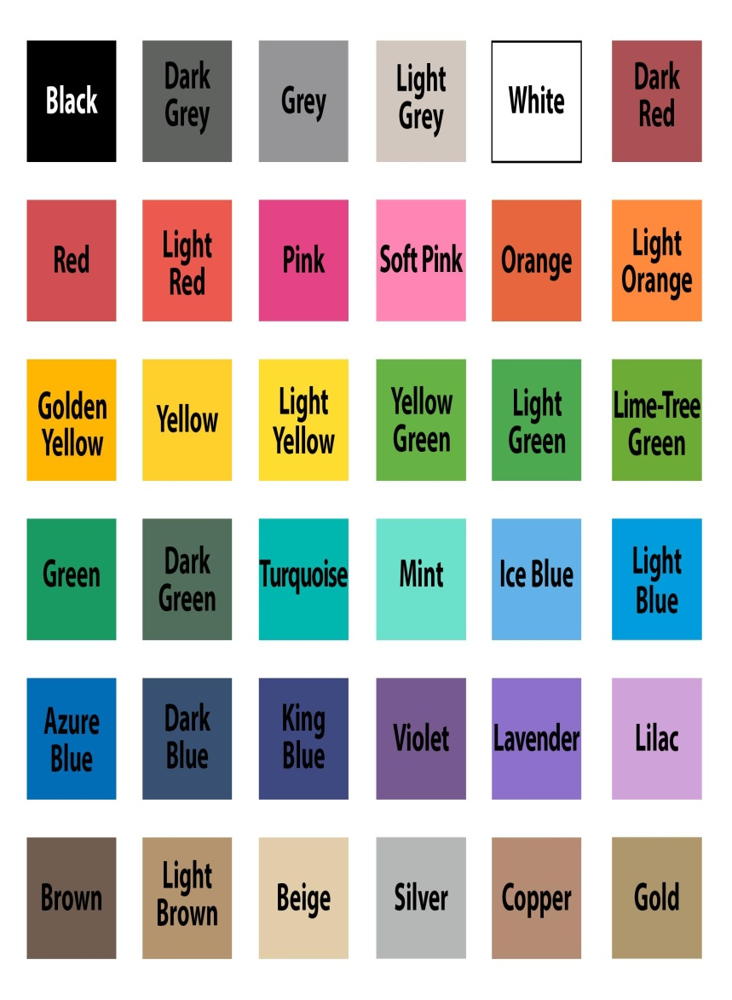 Black
Dark
Grey
Grey
Light
Grey
White
Dark
Red
Red
Light
Red
Pink
Soft Pink
Orange
Light
Orange
Golden
Yellow
Yellow
Light
Yellow
Yellow
Green
Light
Green
Lime-Tree
Green
Green
Dark
Green
Turquoise
Mint
Ice Blue
Light
Blue
Azure
Blue
Dark
Blue
King
Blue
Violet
Lavender
Lilac
Brown
Light
Brown
Beige
Silver
Copper
Gold